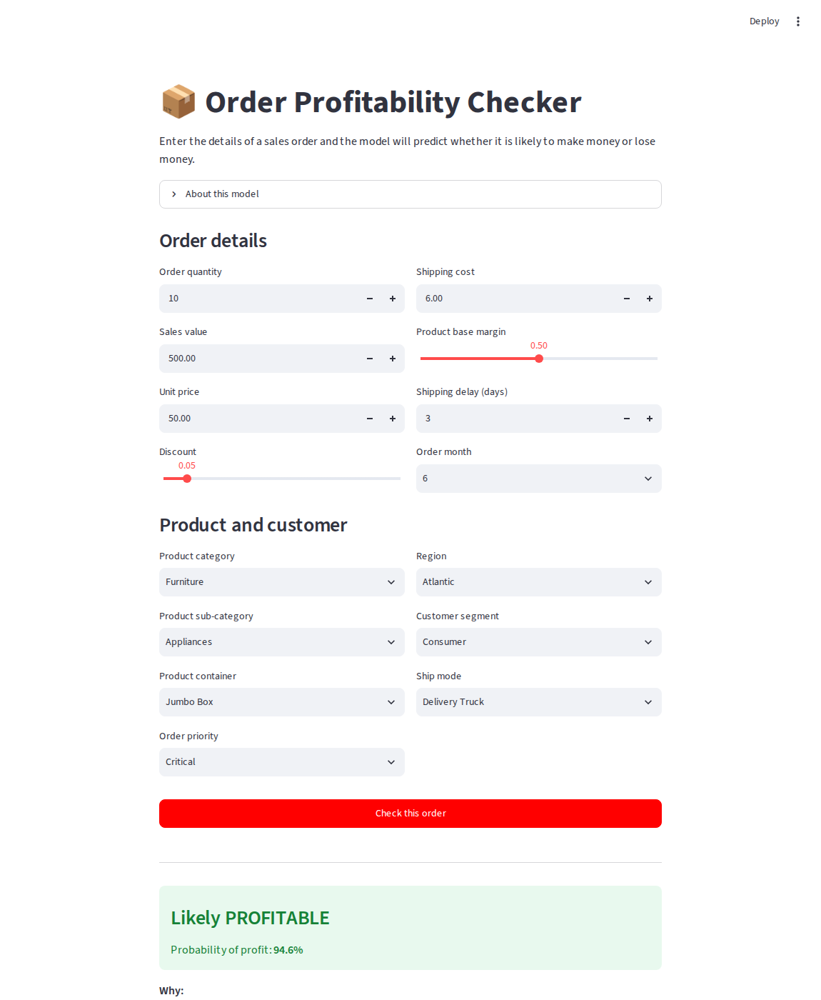 Deploy
Order Profitability Checker
Enter the details of a sales order and the model will predict whether it is likely to make money or lose
money.
About this model
Order details
Order quantity
10
Shipping cost
6.00
Sales value
500.00
Product base margin
0.50
Unit price
50.00
Shipping delay (days)
3
Discount
0.05
Order month
6
Product and customer
Product category
Furniture
Region
Atlantic
Product sub-category
Appliances
Customer segment
Consumer
Product container
Jumbo Box
Ship mode
Delivery Truck
Order priority
Critical
Check this order
Likely PROFITABLE
Probability of profit: 94.6%
Why: